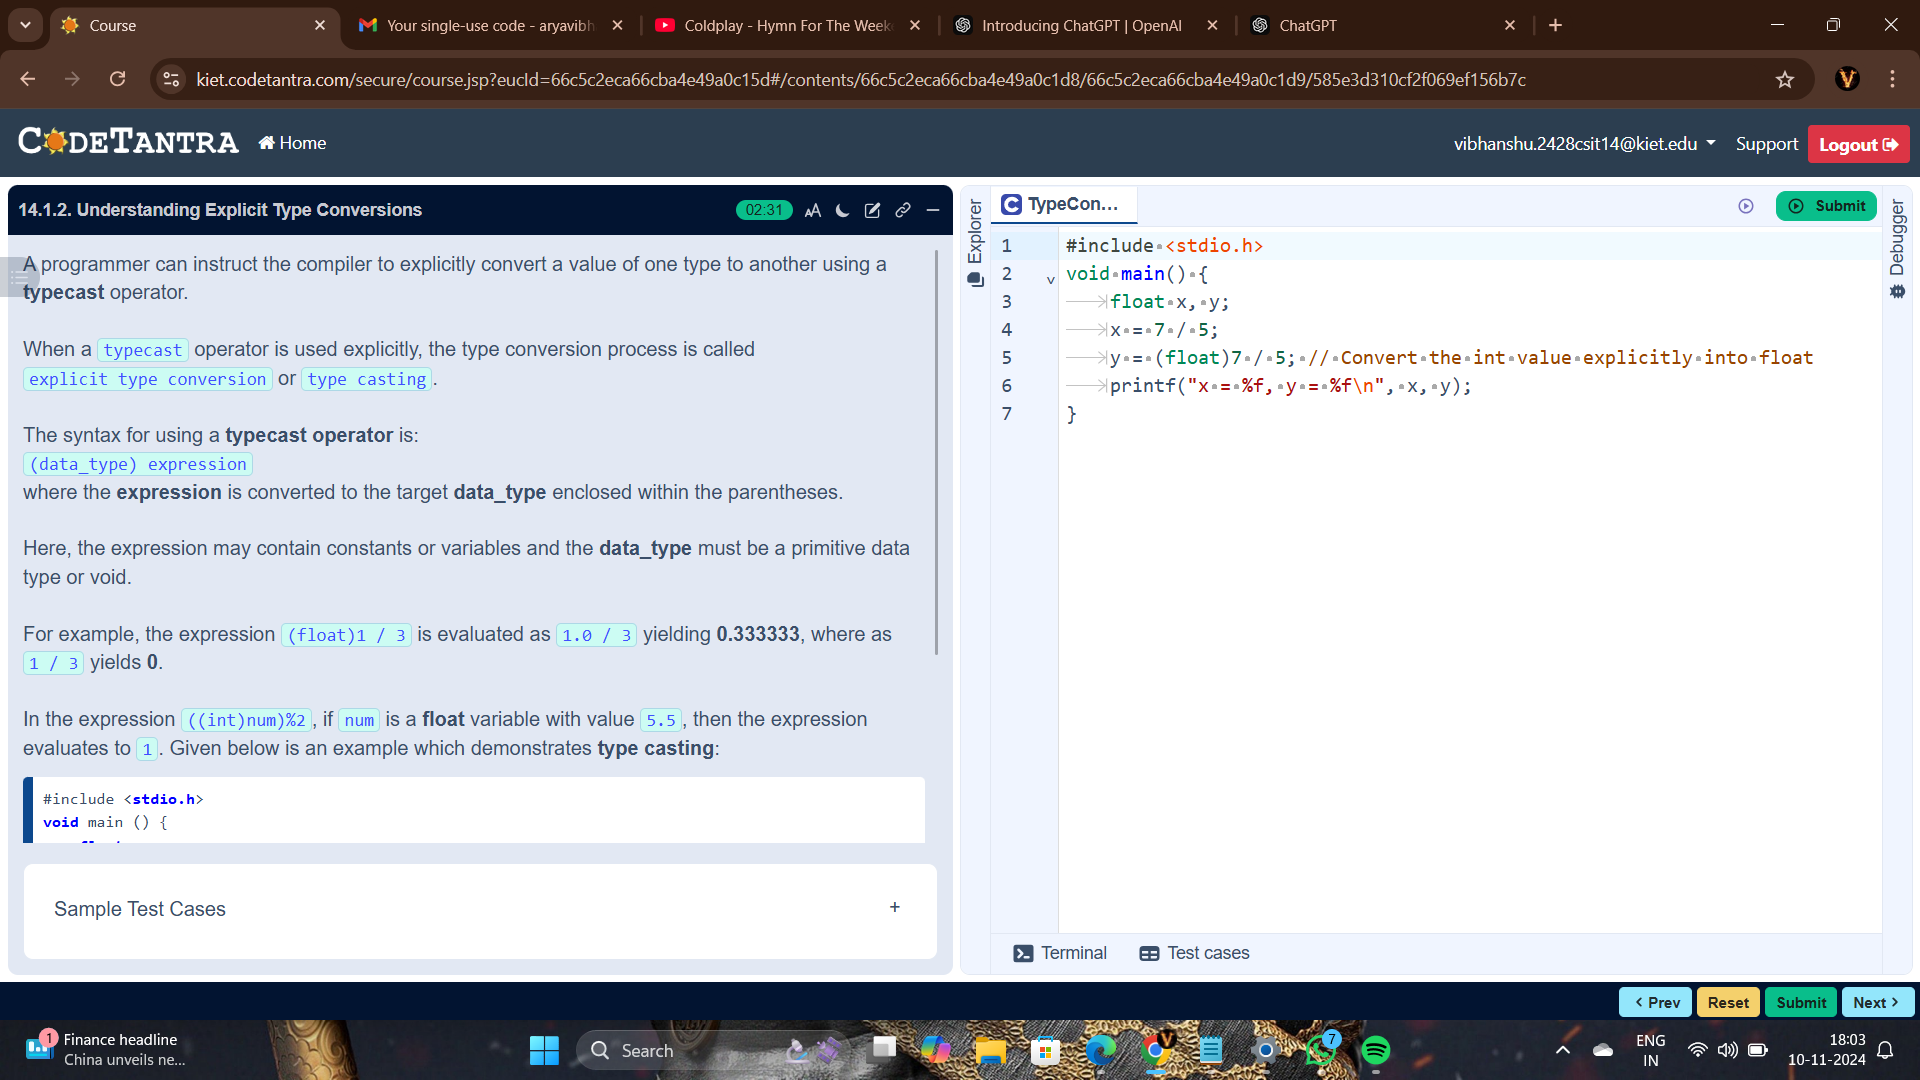 Course
Your single-use code - aryavibh
Coldplay - Hymn For The Weeke
Introducing ChatGPT | OpenAI
ChatGPT
kiet.codetantra.com/secure/course.jsp?eucId=66c5c2eca66cba4e49a0c15d#/contents/66c5c2eca66cba4e49a0c1d8/66c5c2eca66cba4e49a0c1d9/585e3d310cf2f069ef156b7c
CODETANTRA
Home
vibhanshu.2428csit14@kiet.edu
Support
Logout
14.1.2. Understanding Explicit Type Conversions
02:31
AA
A programmer can instruct the compiler to explicitly convert a value of one type to another using a
typecast operator.
When a typecast operator is used explicitly, the type conversion process is called
explicit type conversion or type casting.
The syntax for using a typecast operator is:
(data_type) expression
where the expression is converted to the target data_type enclosed within the parentheses.
Here, the expression may contain constants or variables and the data_type must be a primitive data
type or void.
For example, the expression (float)1 / 3 is evaluated as 1.0 / 3 yielding 0.333333, where as
1 / 3 yields 0.
In the expression ((int)num)%2, if num is a float variable with value 5.5, then the expression
evaluates to 1. Given below is an example which demonstrates type casting:
#include <stdio.h>
void main () {
Sample Test Cases
+
Explorer
TypeCon...
Submit
Debugger
1 #include <stdio.h>
2 void main() {
3 float x, y;
4 x = 7 / 5;
5 y = (float)7 / 5; // Convert the int value explicitly into float
6 printf("x = %f, y = %f\n", x, y);
7 }
Terminal
Test cases
Prev
Reset
Submit
Next
1
Finance headline
China unveils ne...
Search
7
ENG
IN
18:03
10-11-2024